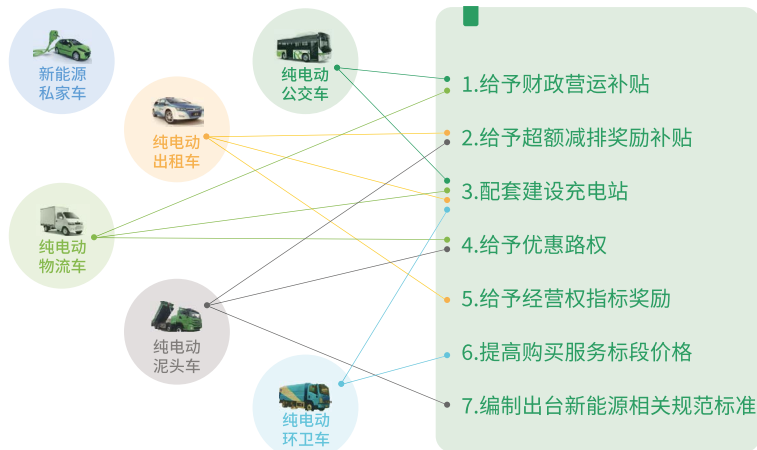 新能源
私家车
纯电动
公交车
纯电动
出租车
纯电动
物流车
纯电动
泥头车
纯电动
环卫车
1.给予财政营运补贴
2.给予超额减排奖励补贴
3.配套建设充电站
4.给予优惠路权
5.给予经营权指标奖励
6.提高购买服务标段价格
7.编制出台新能源相关规范标准